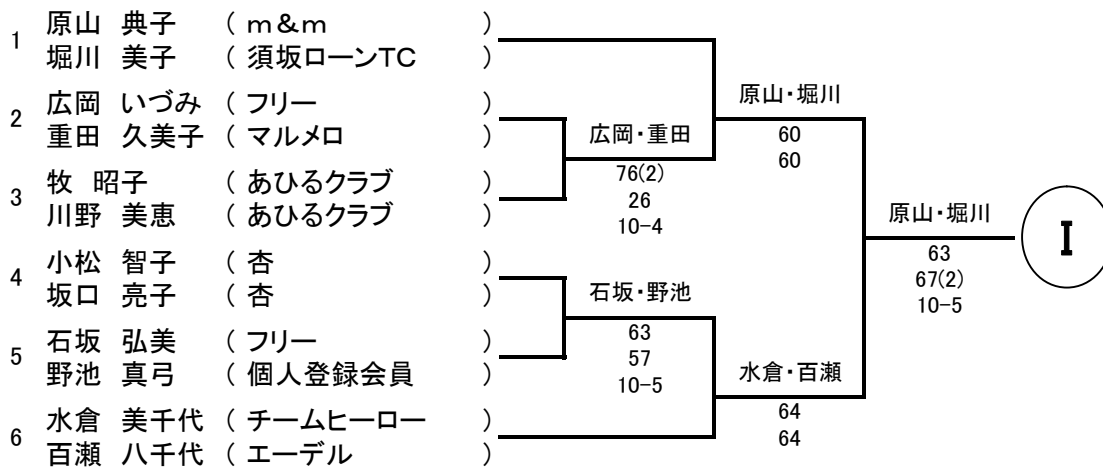 1 原山 典子 ( m&m )
堀川 美子 ( 須坂ローンTC )
2 広岡 いづみ ( フリー )
重田 久美子 ( マルメロ )
3 牧 昭子 ( あひるクラブ )
川野 美恵 ( あひるクラブ )
4 小松 智子 ( 杏 )
坂口 亮子 ( 杏 )
5 石坂 弘美 ( フリー )
野池 真弓 ( 個人登録会員 )
6 水倉 美千代 ( チームヒーロー )
百瀬 八千代 ( エーデル )
広岡・重田
76(2)
26
10-4
石坂・野池
63
57
10-5
原山・堀川
60
60
水倉・百瀬
64
64
原山・堀川
63
67(2)
10-5
I